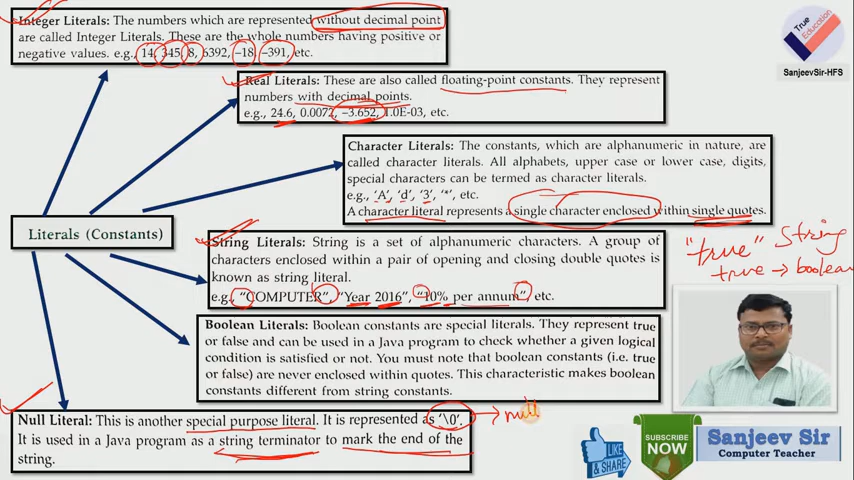 Integer Literals: The numbers which are represented without decimal point
are called Integer Literals. These are the whole numbers having positive or
negative values. e.g., 14, 345, 8, 6392, –18, –391, etc.
True
Education
SanjeevSir-HFS
Real Literals: These are also called floating-point constants. They represent
numbers with decimal points.
e.g., 24.6, 0.0072, –3.652, 1.0E-03, etc.
Character Literals: The constants, which are alphanumeric in nature, are
are called character literals. All alphabets, upper case or lower case, digits,
special characters can be termed as character literals.
e.g., 'A', 'd', '3', '*', etc.
A character literal represents a single character enclosed within single quotes.
Literals (Constants)
String Literals: String is a set of alphanumeric characters. A group of
characters enclosed within a pair of opening and closing double quotes is
known as string literal.
e.g., "COMPUTER", "Year 2016", "10% per annum", etc.
"true" String
true → boolean
Boolean Literals: Boolean constants are special literals. They represent true
or false and can be used in a Java program to check whether a given logical
condition is satisfied or not. You must note that boolean constants (i.e. true
or false) are never enclosed within quotes. This characteristic makes boolean
constants different from string constants.
Null Literal: This is another special purpose literal. It is represented as '\0'.
It is used in a Java program as a string terminator to mark the end of the
string.
→ null
LIKE
& SHARE
SUBSCRIBE
NOW
Sanjeev Sir
Computer Teacher